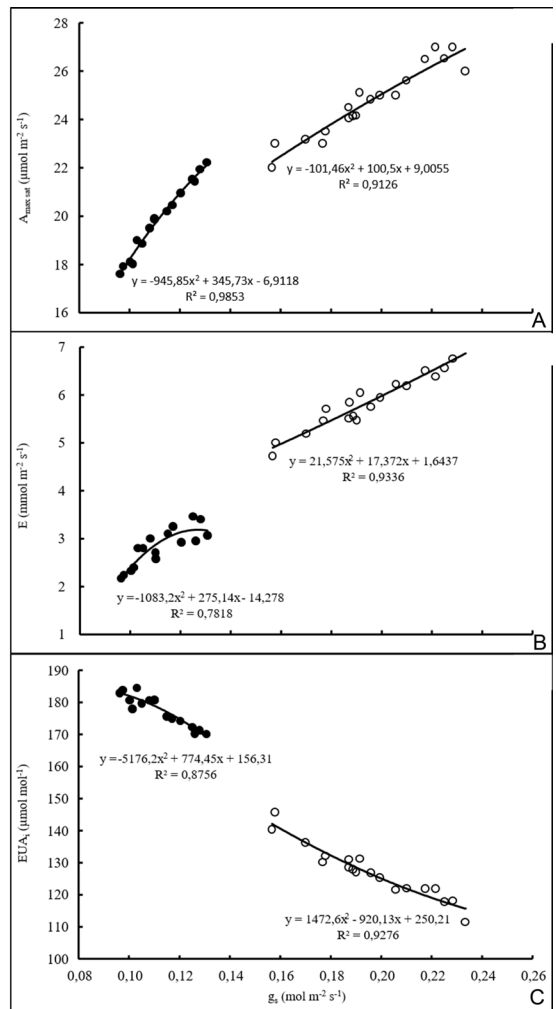 28
26
24
22
20
18
16
A_max sat (µmol m⁻² s⁻¹)
y = -101,46x² + 100,5x + 9,0055
R² = 0,9126
y = -945,85x² + 345,73x - 6,9118
R² = 0,9853
A
7
6
5
4
3
2
1
E (mmol m⁻² s⁻¹)
y = 21,575x² + 17,372x + 1,6437
R² = 0,9336
y = -1083,2x² + 275,14x - 14,278
R² = 0,7818
B
190
180
170
160
150
140
130
120
110
100
EUA_i (µmol mol⁻¹)
y = -5176,2x² + 774,45x + 156,31
R² = 0,8756
y = 1472,6x² - 920,13x + 250,21
R² = 0,9276
0,08 0,10 0,12 0,14 0,16 0,18 0,20 0,22 0,24 0,26
g_s (mol m⁻² s⁻¹)
C